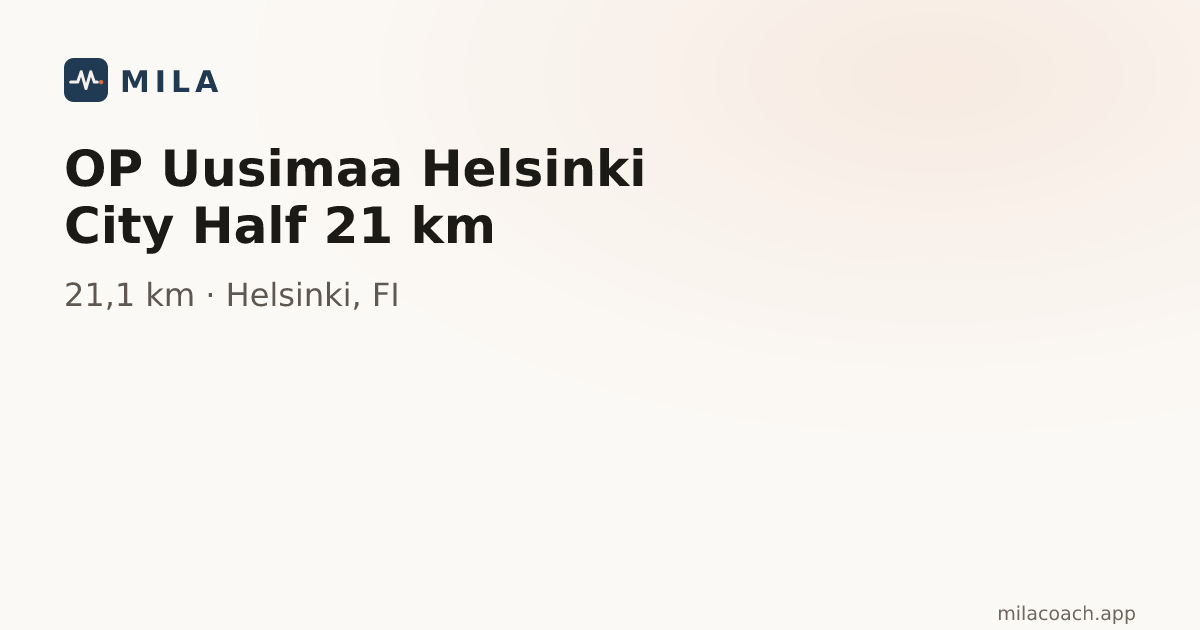 MILA
OP Uusimaa Helsinki
City Half 21 km
21,1 km · Helsinki, FI
milacoach.app